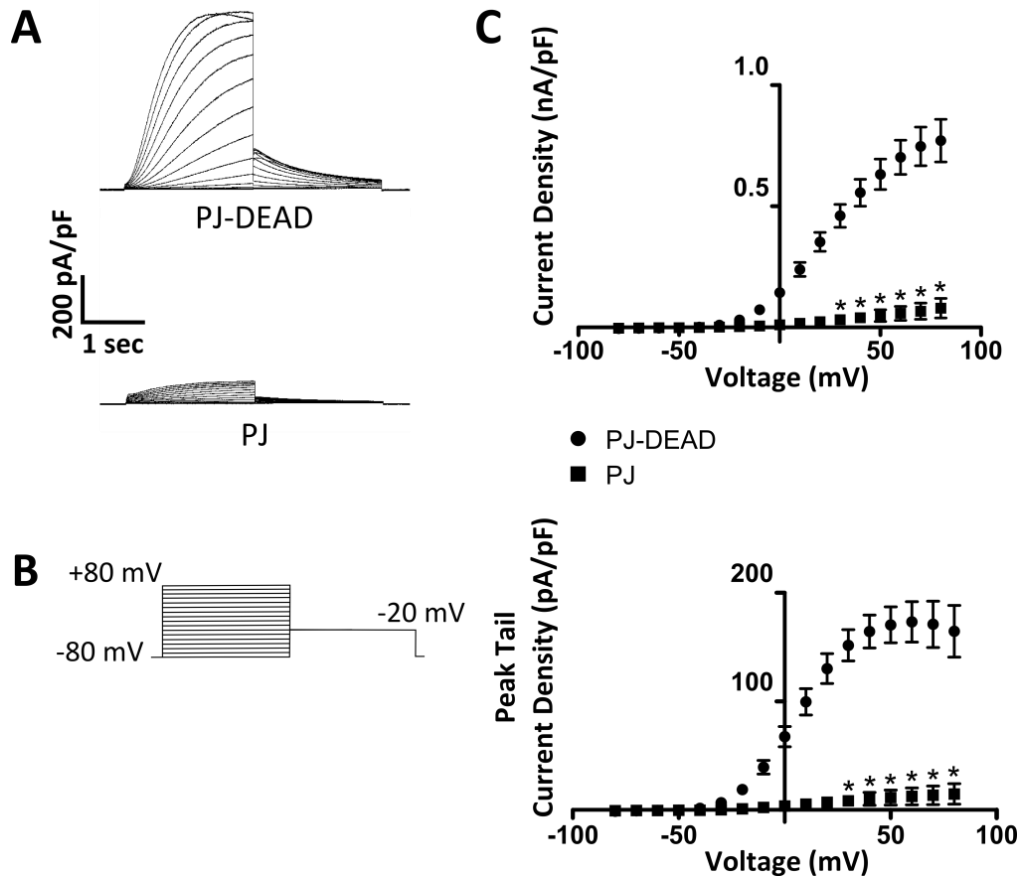 A
PJ-DEAD
200 pA/pF
1 sec
PJ
B
+80 mV
-80 mV
-20 mV
C
Current Density (nA/pF)
1.0
0.5
* * * * * *
-100 -50 50 100
Voltage (mV)
PJ-DEAD
PJ
Peak Tail
Current Density (pA/pF)
200
100
* * * * * *
-100 -50 50 100
Voltage (mV)